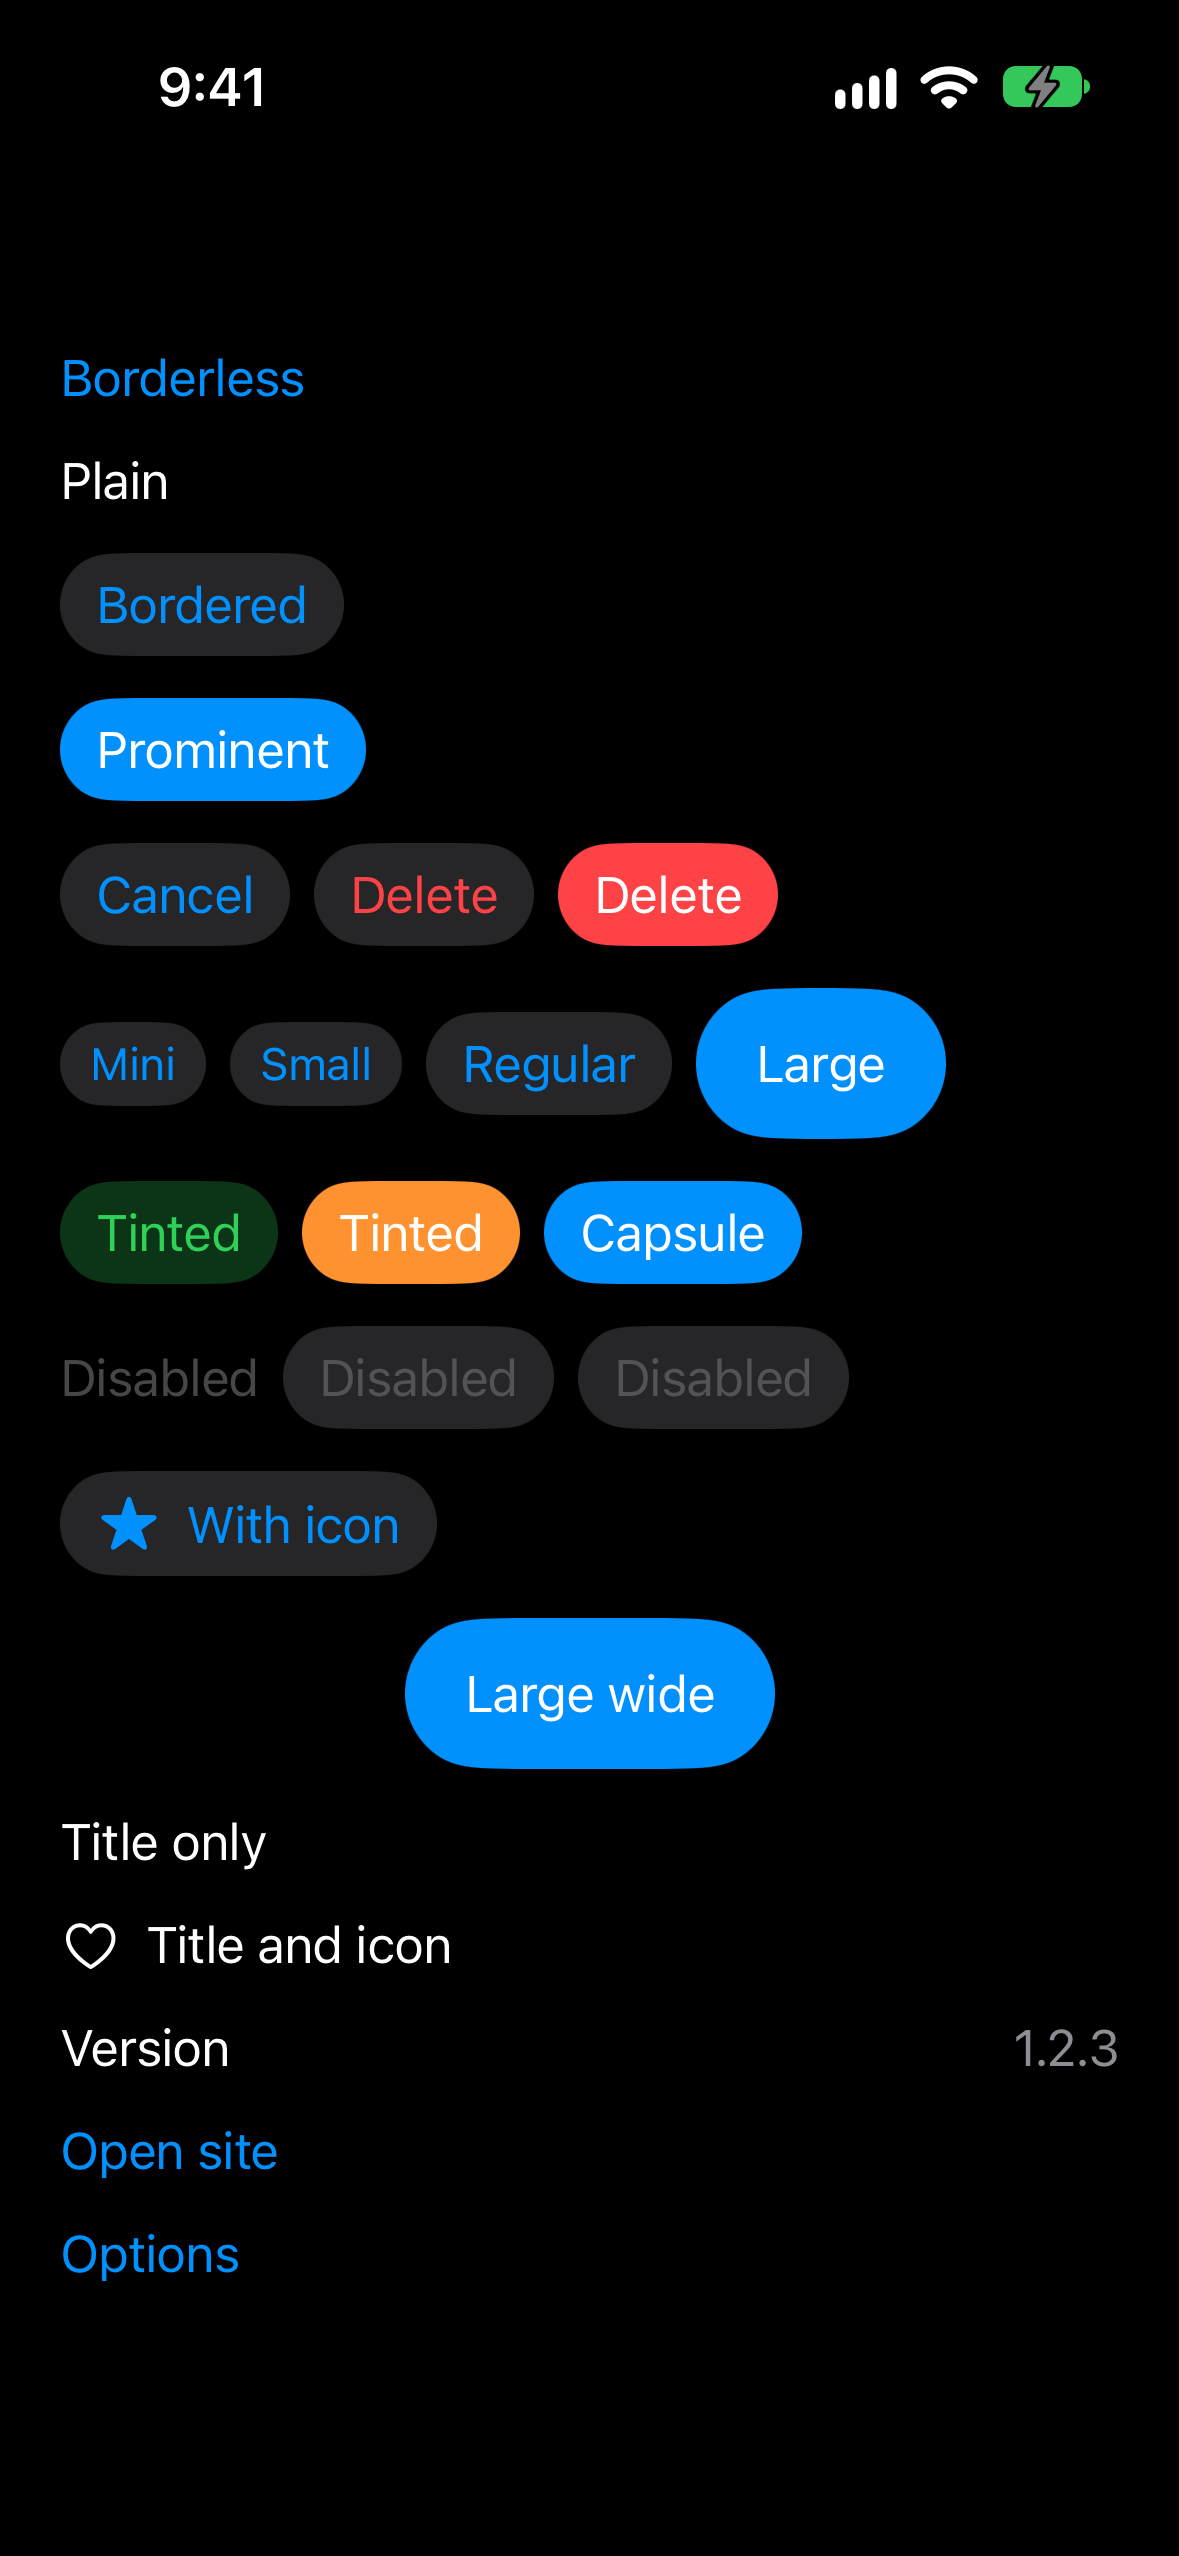 9:41
Borderless
Plain
Bordered
Prominent
Cancel Delete Delete
Mini Small Regular Large
Tinted Tinted Capsule
Disabled Disabled Disabled
With icon
Large wide
Title only
Title and icon
Version 1.2.3
Open site
Options